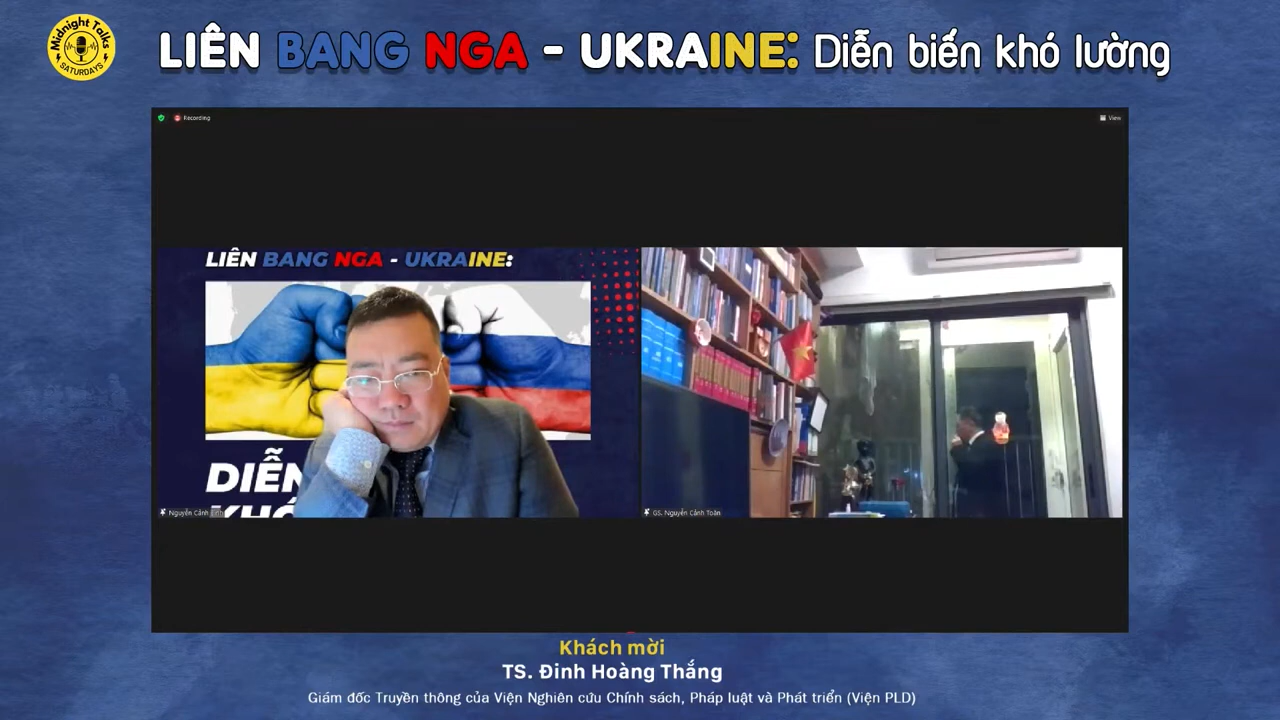 Midnight Talks
SATURDAYS
LIÊN BANG NGA - UKRAINE: Diễn biến khó lường
Recording
View
LIÊN BANG NGA - UKRAINE:
DIỄN
KHÓ
Nguyễn Cảnh Bình
GS. Nguyễn Cảnh Toàn
Khách mời
TS. Đinh Hoàng Thắng
Giám đốc Truyền thông của Viện Nghiên cứu Chính sách, Pháp luật và Phát triển (Viện PLD)